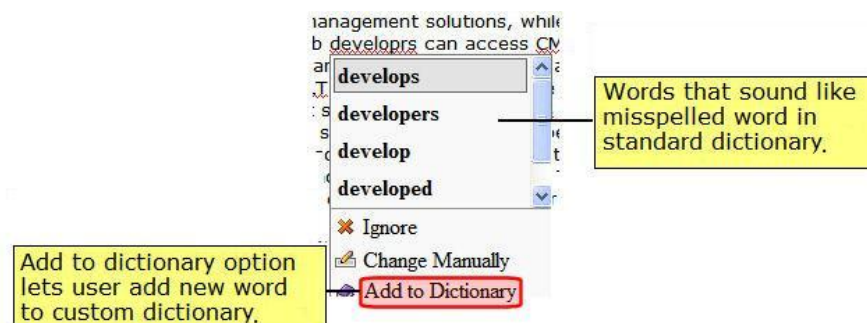 management solutions, while
b developrs can access CM
develops
developers
develop
developed
Words that sound like
misspelled word in
standard dictionary.
Ignore
Change Manually
Add to Dictionary
Add to dictionary option
lets user add new word
to custom dictionary.